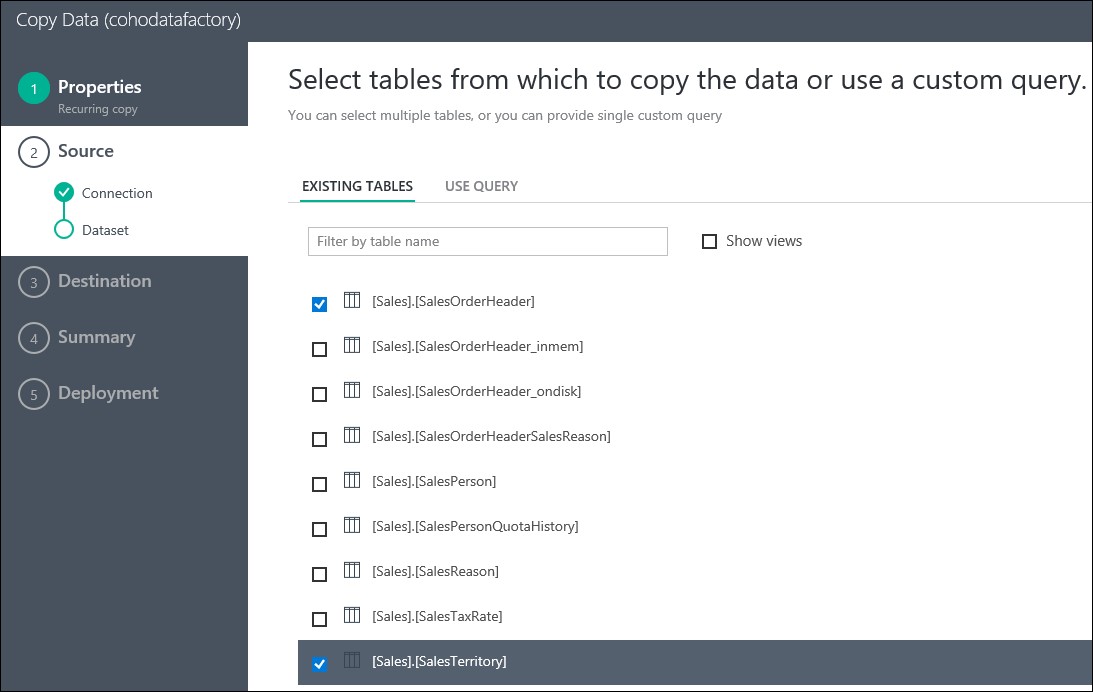 Copy Data (cohodatafactory)
1 Properties
Recurring copy
2 Source
Connection
Dataset
3 Destination
4 Summary
5 Deployment
Select tables from which to copy the data or use a custom query.
You can select multiple tables, or you can provide single custom query
EXISTING TABLES USE QUERY
Filter by table name Show views
[Sales].[SalesOrderHeader]
[Sales].[SalesOrderHeader_inmem]
[Sales].[SalesOrderHeader_ondisk]
[Sales].[SalesOrderHeaderSalesReason]
[Sales].[SalesPerson]
[Sales].[SalesPersonQuotaHistory]
[Sales].[SalesReason]
[Sales].[SalesTaxRate]
[Sales].[SalesTerritory]